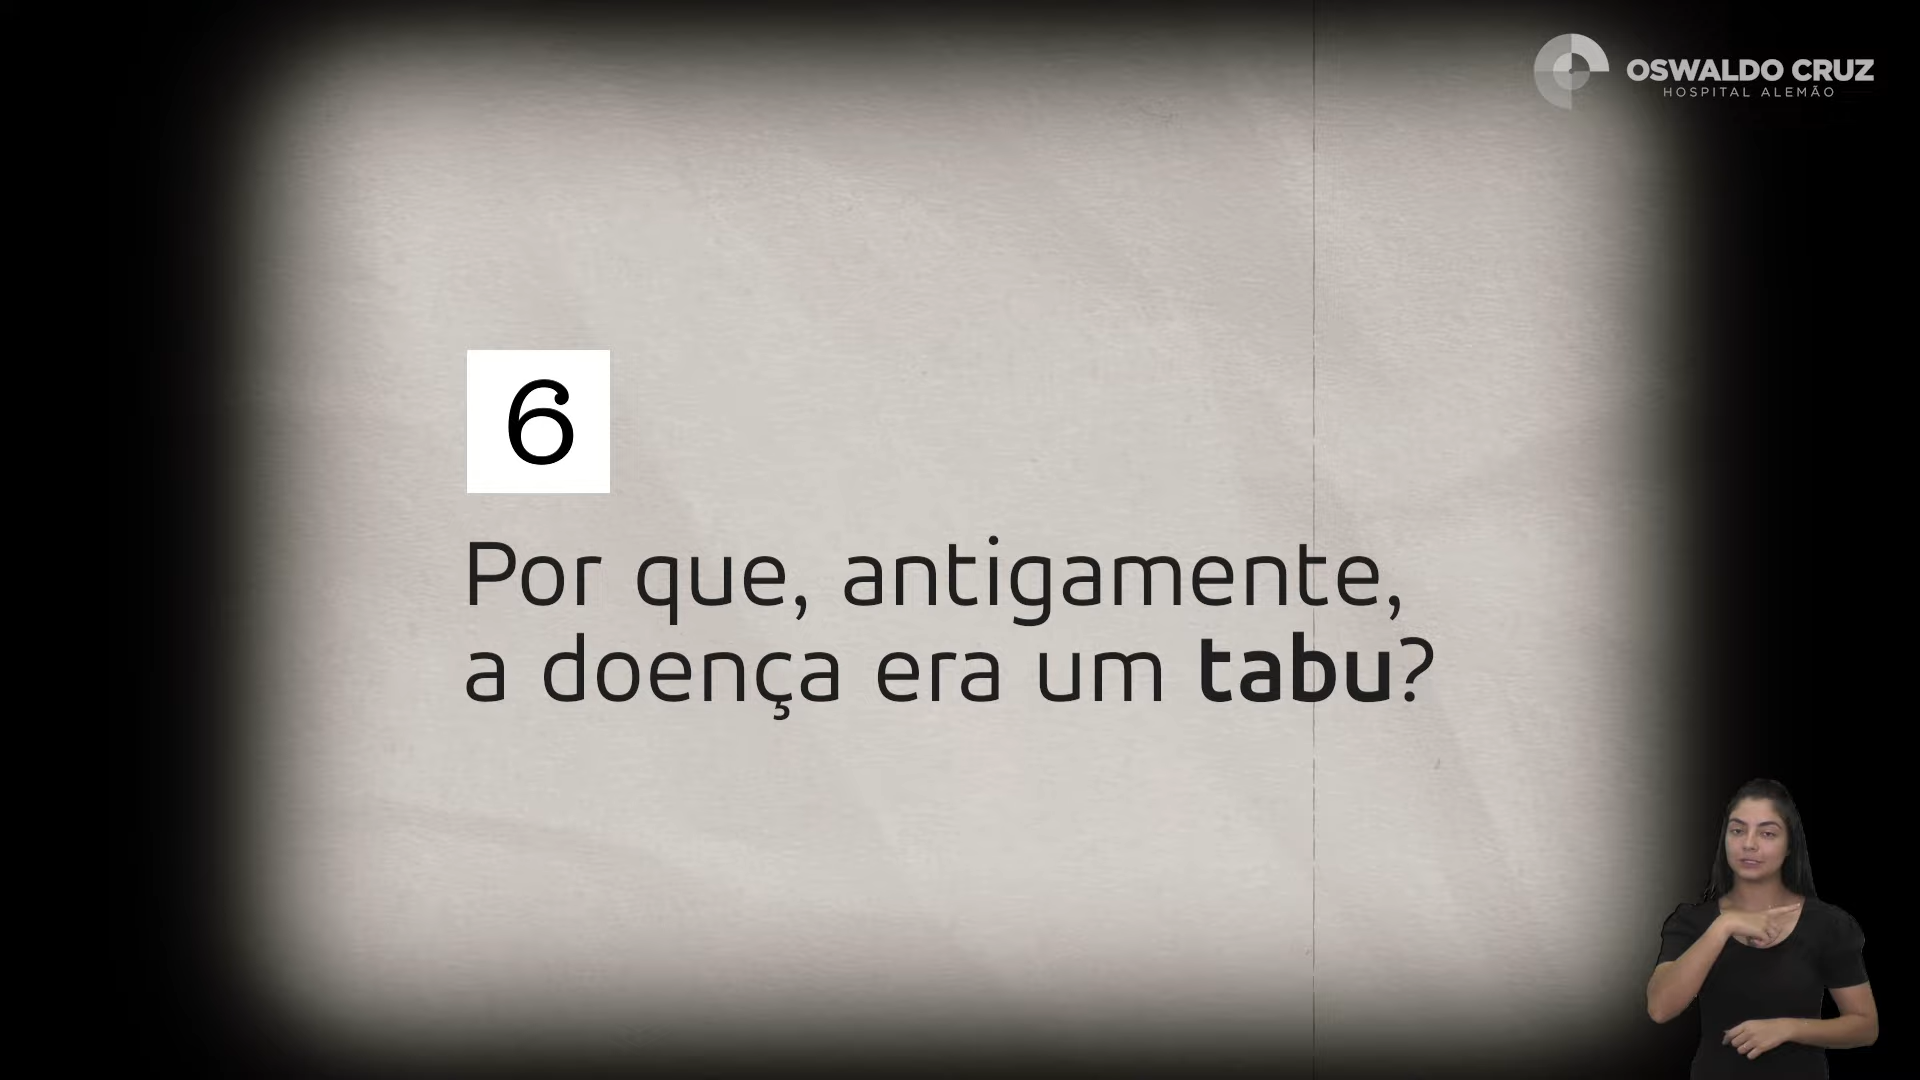 OSWALDO CRUZ
HOSPITAL ALEMÃO
6
Por que, antigamente,
a doença era um tabu?